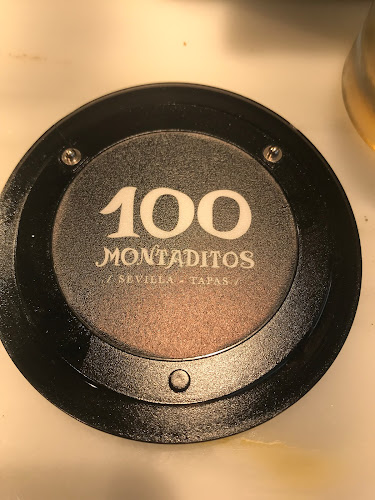 100
MONTADITOS
/ SEVILLA - TAPAS /